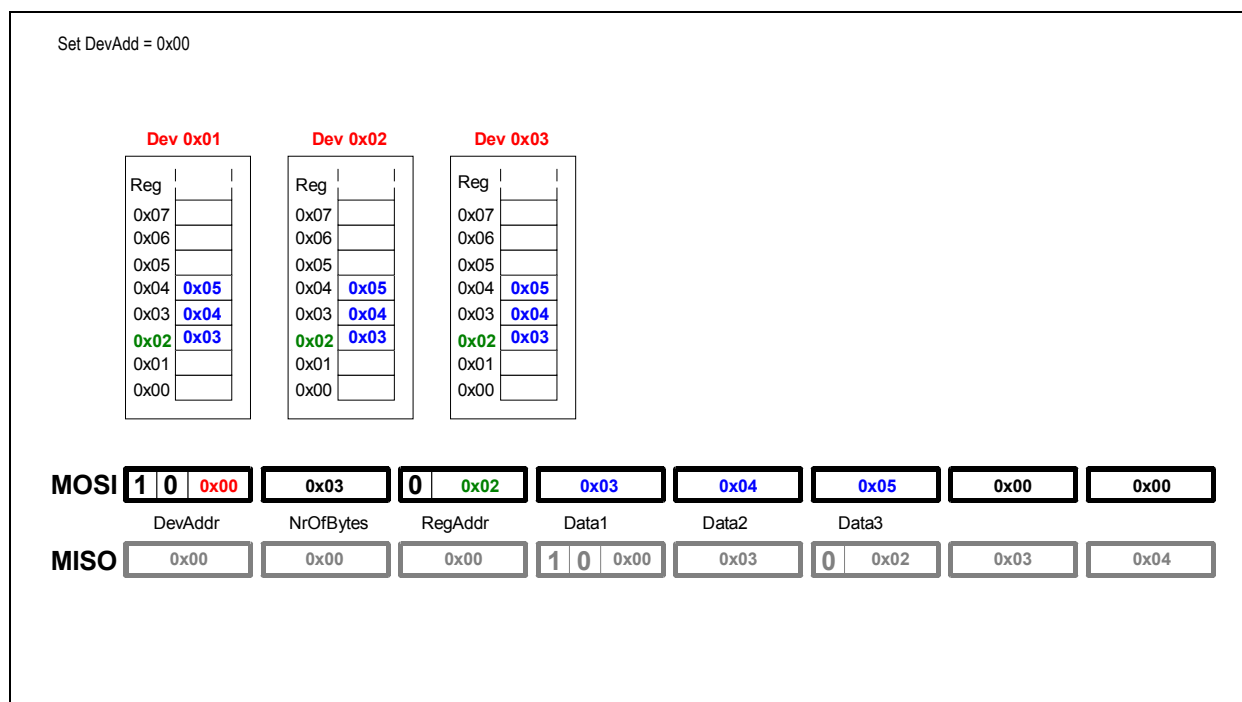 Set DevAdd = 0x00
Dev 0x01 Dev 0x02 Dev 0x03
Reg Reg Reg
0x07 0x07 0x07
0x06 0x06 0x06
0x05 0x05 0x05
0x04 0x05 0x04 0x05 0x04 0x05
0x03 0x04 0x03 0x04 0x03 0x04
0x02 0x03 0x02 0x03 0x02 0x03
0x01 0x01 0x01
0x00 0x00 0x00
MOSI 1 0 0x00 0x03 0 0x02 0x03 0x04 0x05 0x00 0x00
DevAddr NrOfBytes RegAddr Data1 Data2 Data3
MISO 0x00 0x00 0x00 1 0 0x00 0x03 0 0x02 0x03 0x04